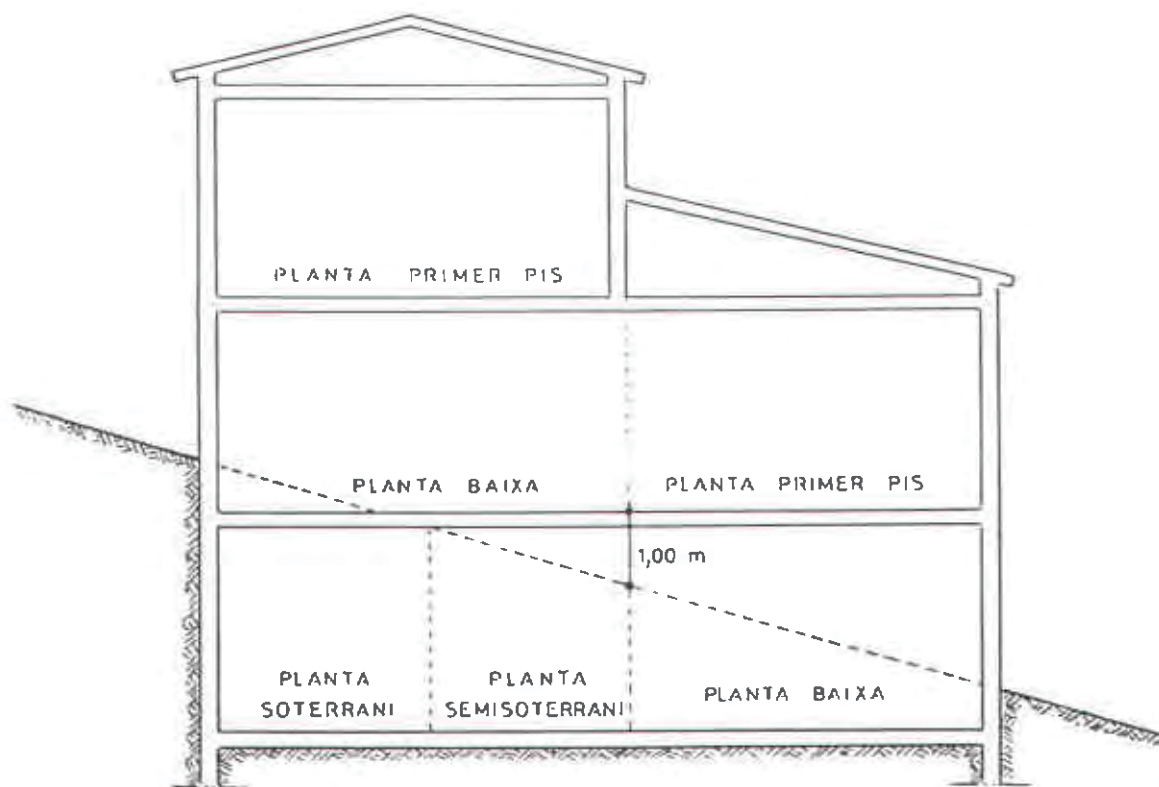 PLANTA PRIMER PIS
PLANTA BAIXA
PLANTA PRIMER PIS
1,00 m
PLANTA
SOTERRANI
PLANTA
SEMISOTERRANI
PLANTA BAIXA